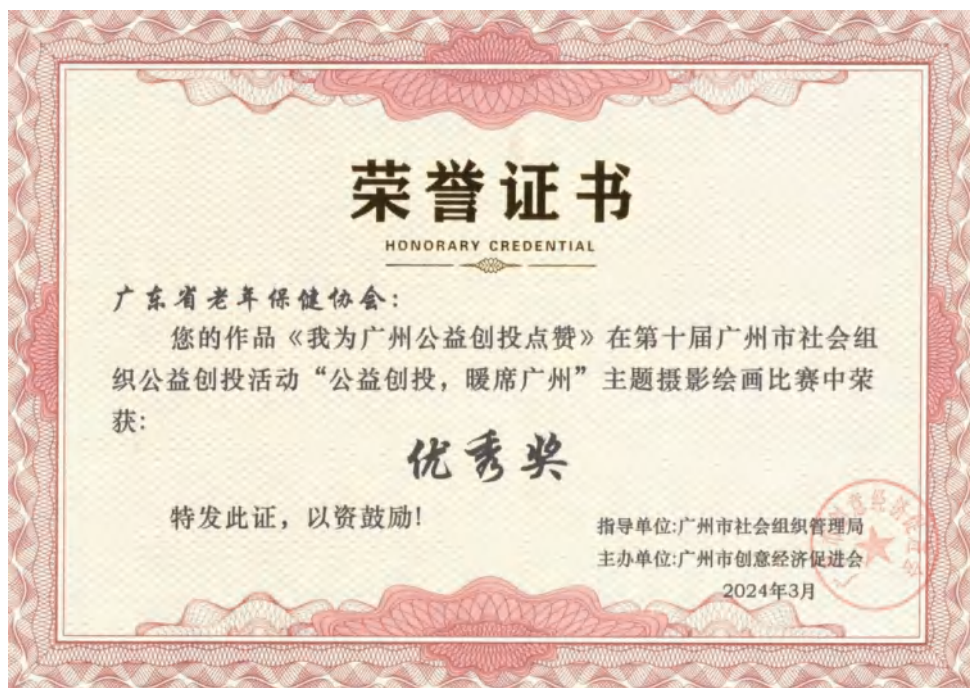 荣誉证书
HONORARY CREDENTIAL
广东省老年保健协会:
您的作品《我为广州公益创投点赞》在第十届广州市社会组
织公益创投活动“公益创投，暖席广州”主题摄影绘画比赛中荣
获:
优秀奖
特发此证，以资鼓励!
指导单位:广州市社会组织管理局
主办单位:广州市创意经济促进会
2024年3月